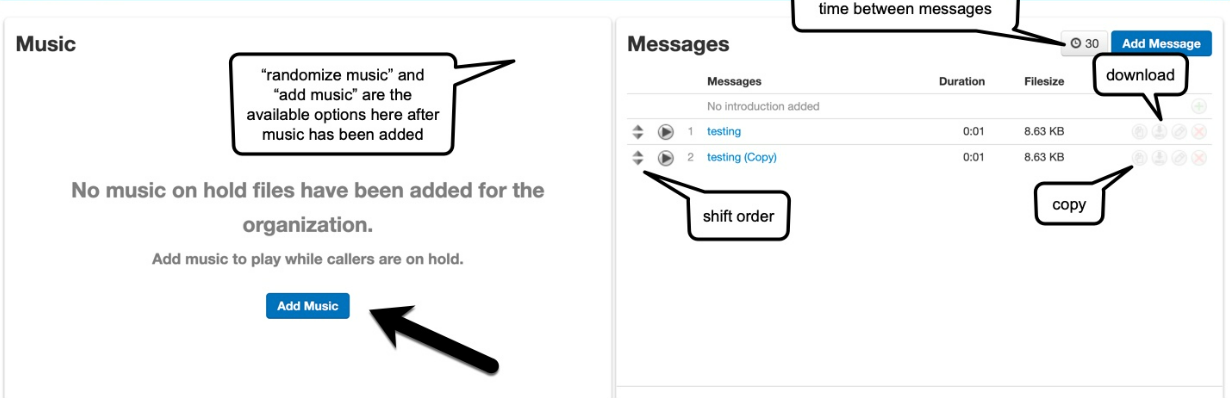 time between messages
Music
Messages
30
Add Message
"randomize music" and
"add music" are the
available options here after
music has been added
download
Messages Duration Filesize
No introduction added
1 testing 0:01 8.63 KB
2 testing (Copy) 0:01 8.63 KB
No music on hold files have been added for the
organization.
shift order
copy
Add music to play while callers are on hold.
Add Music